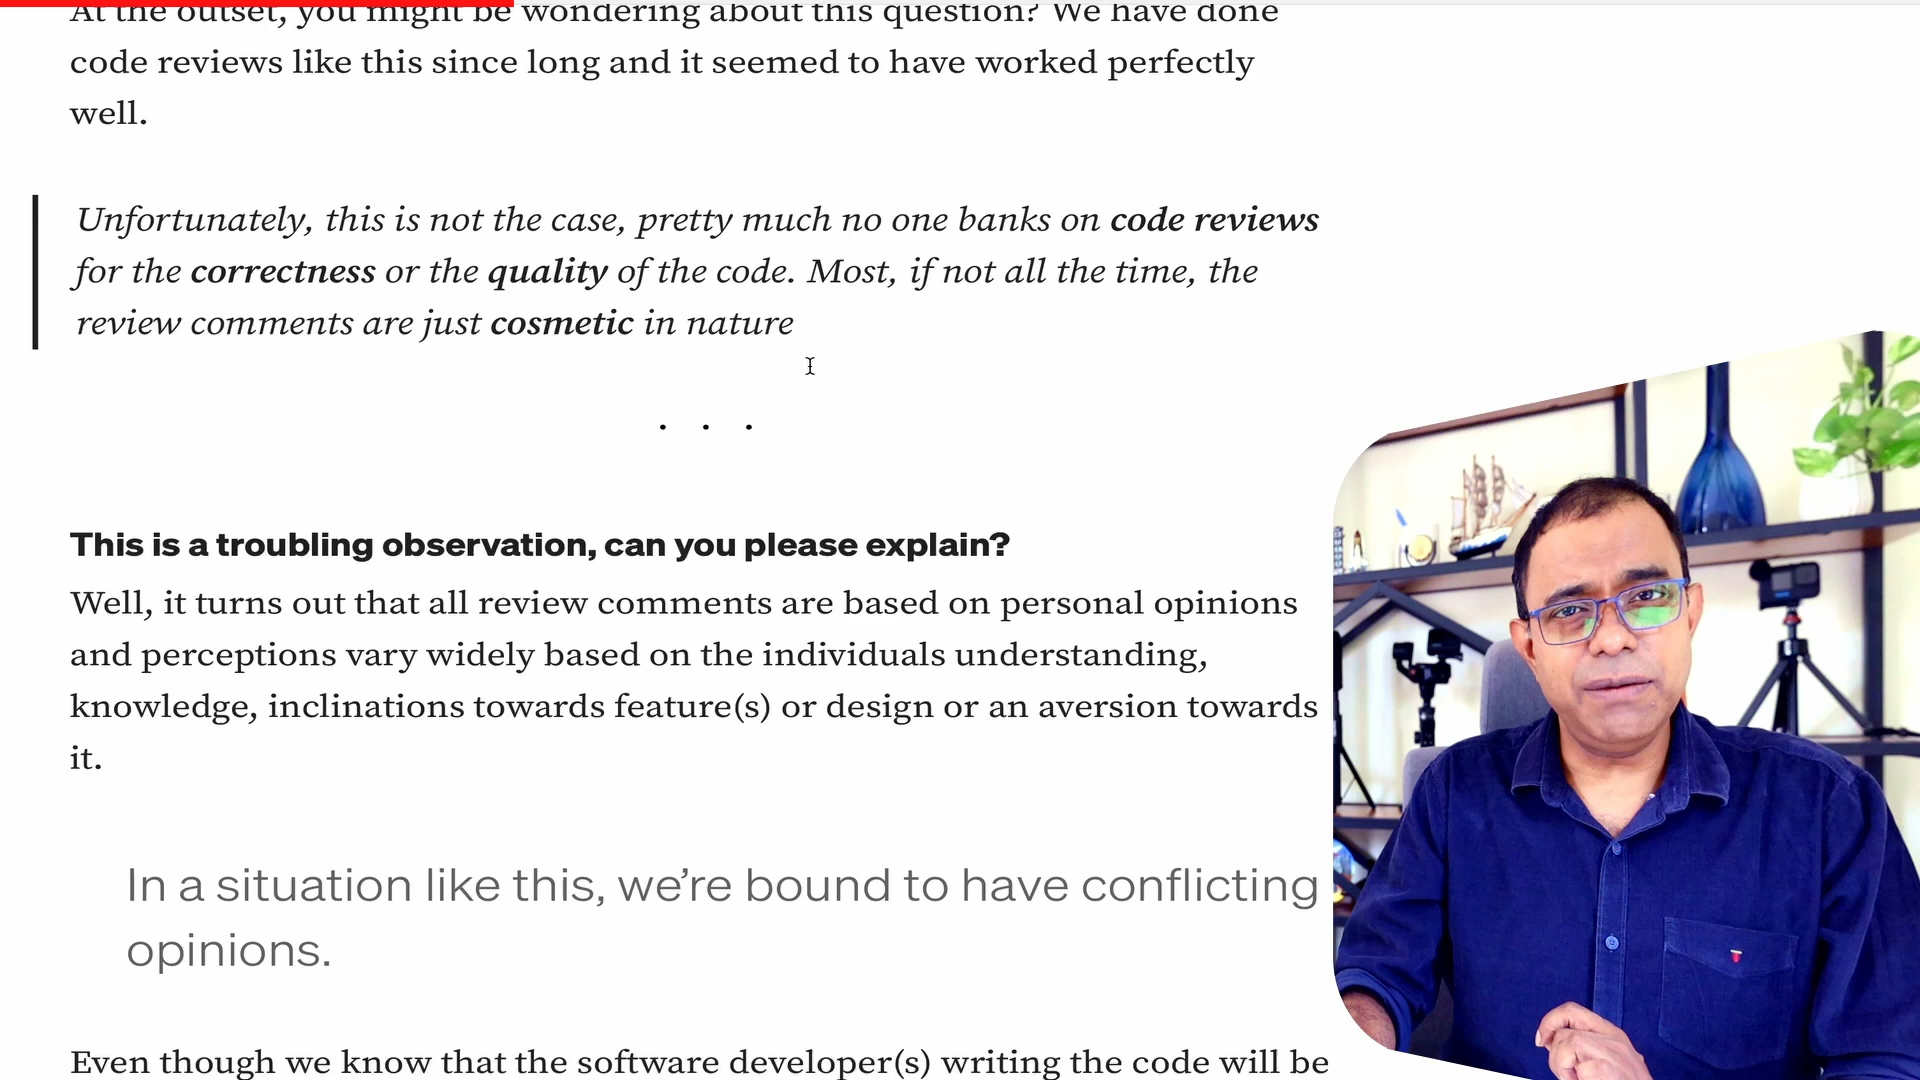 At the outset, you might be wondering about this question? We have done
code reviews like this since long and it seemed to have worked perfectly
well.
Unfortunately, this is not the case, pretty much no one banks on code reviews
for the correctness or the quality of the code. Most, if not all the time, the
review comments are just cosmetic in nature
. . .
This is a troubling observation, can you please explain?
Well, it turns out that all review comments are based on personal opinions
and perceptions vary widely based on the individuals understanding,
knowledge, inclinations towards feature(s) or design or an aversion towards
it.
In a situation like this, we’re bound to have conflicting
opinions.
Even though we know that the software developer(s) writing the code will be